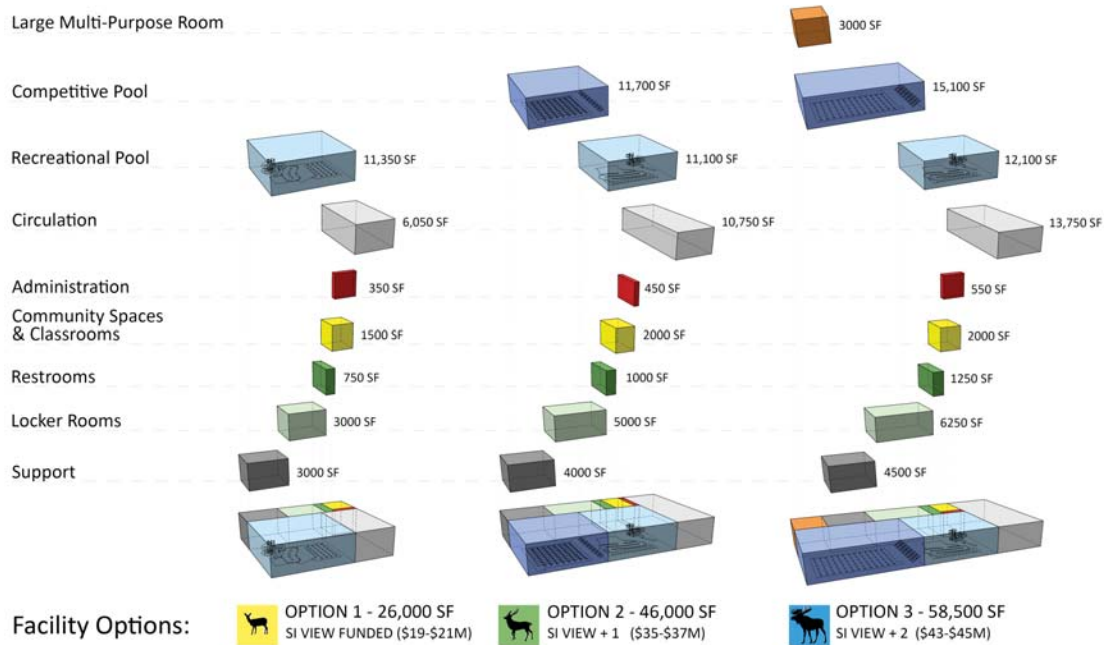 Large Multi-Purpose Room
3000 SF
Competitive Pool
11,700 SF
15,100 SF
Recreational Pool
11,350 SF
11,100 SF
12,100 SF
Circulation
6,050 SF
10,750 SF
13,750 SF
Administration
350 SF
450 SF
550 SF
Community Spaces
& Classrooms
1500 SF
2000 SF
2000 SF
Restrooms
750 SF
1000 SF
1250 SF
Locker Rooms
3000 SF
5000 SF
6250 SF
Support
3000 SF
4000 SF
4500 SF
Facility Options:
OPTION 1 - 26,000 SF
SI VIEW FUNDED ($19-$21M)
OPTION 2 - 46,000 SF
SI VIEW + 1 ($35-$37M)
OPTION 3 - 58,500 SF
SI VIEW + 2 ($43-$45M)